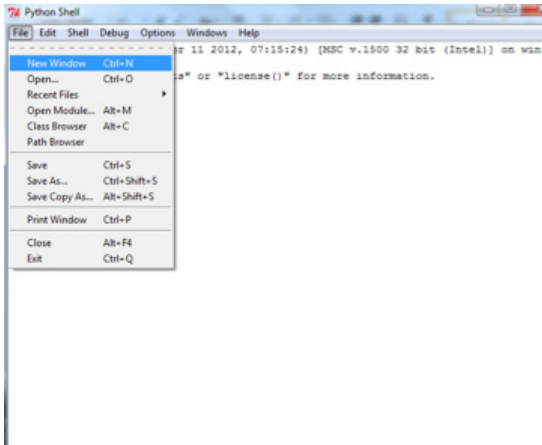 Python Shell
File Edit Shell Debug Options Windows Help
r 11 2012, 07:15:24) [MSC v.1500 32 bit (Intel)] on win
New Window Ctrl+N
s" or "license()" for more information.
Open... Ctrl+O
Recent Files
Open Module... Alt+M
Class Browser Alt+C
Path Browser
Save Ctrl+S
Save As... Ctrl+Shift+S
Save Copy As... Alt+Shift+S
Print Window Ctrl+P
Close Alt+F4
Exit Ctrl+Q